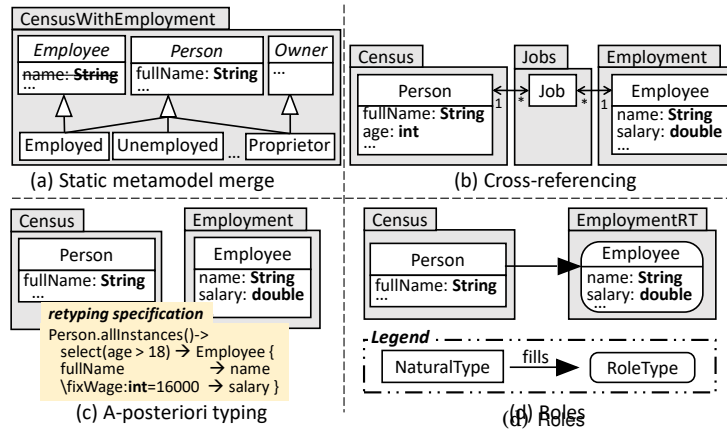 CensusWithEmployment
Employee
name: String
...
Person
fullName: String
...
Owner
...
Employed
Unemployed
...
Proprietor
(a) Static metamodel merge
Census
Person
fullName: String
age: int
...
1
*
Jobs
Job
*
1
Employment
Employee
name: String
salary: double
...
(b) Cross-referencing
Census
Person
fullName: String
...
Employment
Employee
name: String
salary: double
retyping specification
Person.allInstances()->
select(age > 18) → Employee {
fullName → name
\fixWage:int=16000 → salary }
(c) A-posteriori typing
Census
Person
fullName: String
...
EmploymentRT
Employee
name: String
salary: double
...
Legend
NaturalType
fills
RoleType
(d) Roles
(d) Roles